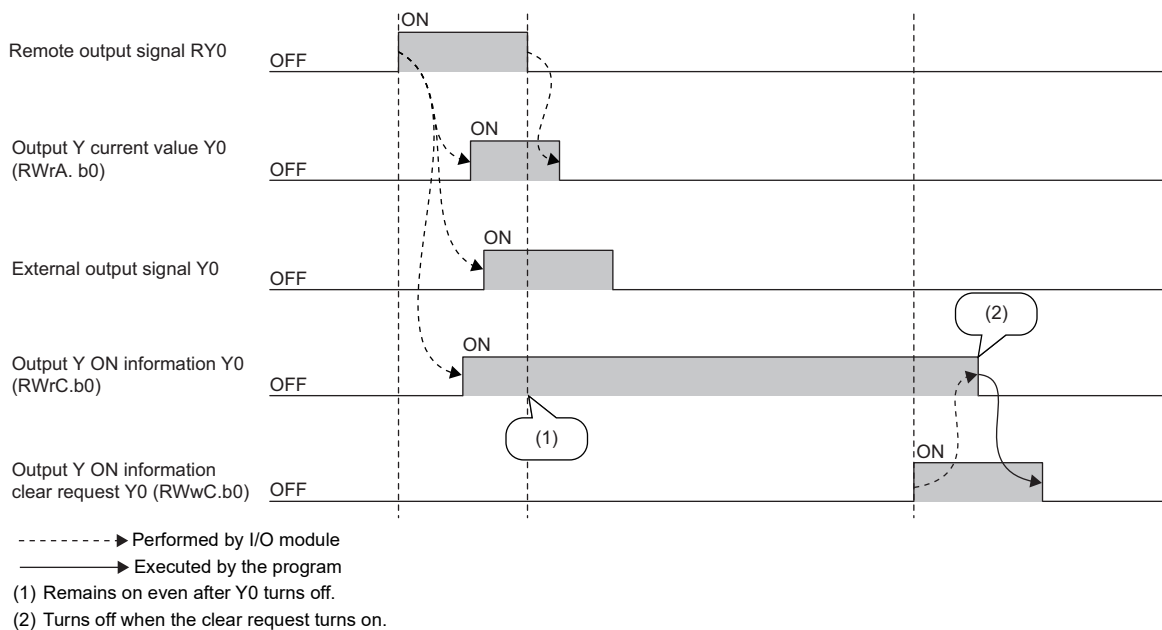 ON
Remote output signal RY0
OFF
ON
Output Y current value Y0
(RWrA. b0)
OFF
ON
External output signal Y0
OFF
(2)
ON
Output Y ON information Y0
(RWrC.b0)
OFF
(1)
ON
Output Y ON information
clear request Y0 (RWwC.b0)
OFF
Performed by I/O module
Executed by the program
(1) Remains on even after Y0 turns off.
(2) Turns off when the clear request turns on.